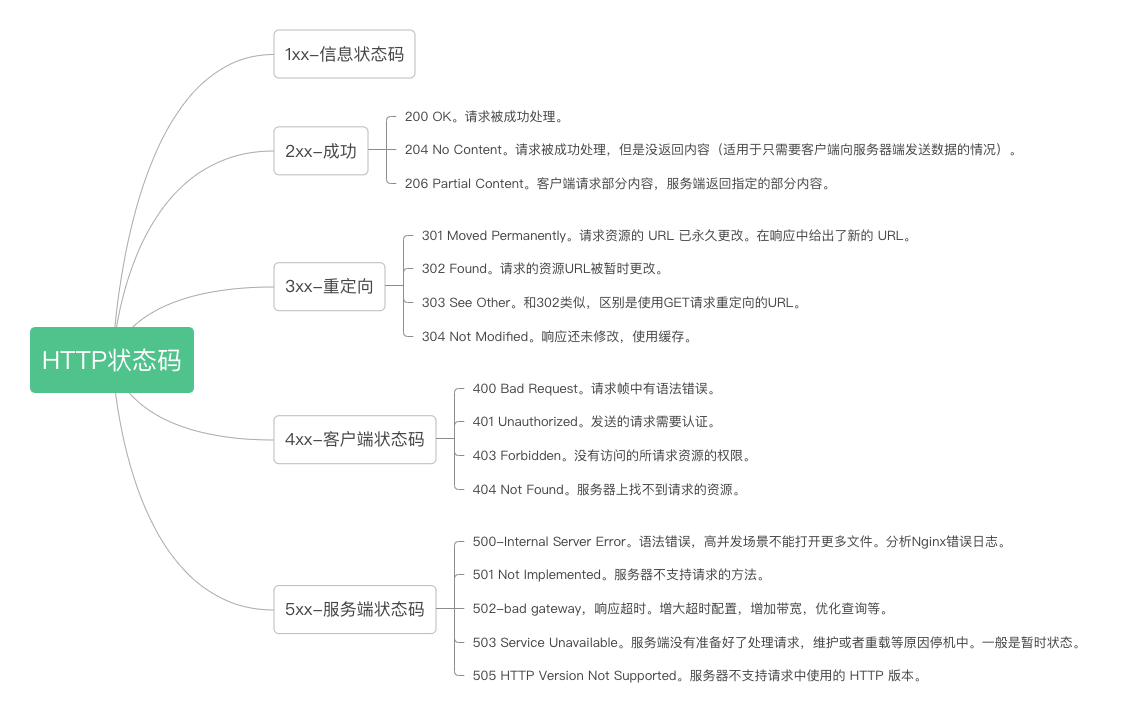 HTTP状态码
1xx-信息状态码
2xx-成功
200 OK。请求被成功处理。
204 No Content。请求被成功处理，但是没返回内容（适用于只需要客户端向服务器端发送数据的情况）。
206 Partial Content。客户端请求部分内容，服务端返回指定的部分内容。
3xx-重定向
301 Moved Permanently。请求资源的 URL 已永久更改。在响应中给出了新的 URL。
302 Found。请求的资源URL被暂时更改。
303 See Other。和302类似，区别是使用GET请求重定向的URL。
304 Not Modified。响应还未修改，使用缓存。
4xx-客户端状态码
400 Bad Request。请求帧中有语法错误。
401 Unauthorized。发送的请求需要认证。
403 Forbidden。没有访问的所请求资源的权限。
404 Not Found。服务器上找不到请求的资源。
5xx-服务端状态码
500-Internal Server Error。语法错误，高并发场景不能打开更多文件。分析Nginx错误日志。
501 Not Implemented。服务器不支持请求的方法。
502-bad gateway，响应超时。增大超时配置，增加带宽，优化查询等。
503 Service Unavailable。服务端没有准备好了处理请求，维护或者重载等原因停机中。一般是暂时状态。
505 HTTP Version Not Supported。服务器不支持请求中使用的 HTTP 版本。